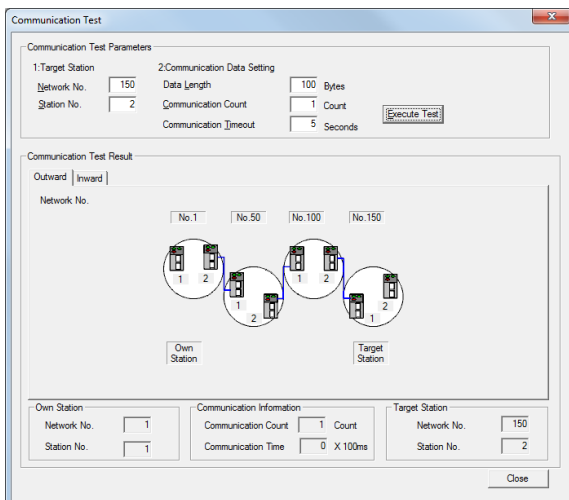 Communication Test
Communication Test Parameters
1:Target Station 2:Communication Data Setting
Network No. 150 Data Length 100 Bytes
Station No. 2 Communication Count 1 Count
Execute Test
Communication Timeout 5 Seconds
Communication Test Result
Outward Inward
Network No.
No.1 No.50 No.100 No.150
1 2 1 2 1 2 1 2
Own Station
Target Station
Own Station Communication Information Target Station
Network No. 1 Communication Count 1 Count Network No. 150
Station No. 1 Communication Time 0 X 100ms Station No. 2
Close